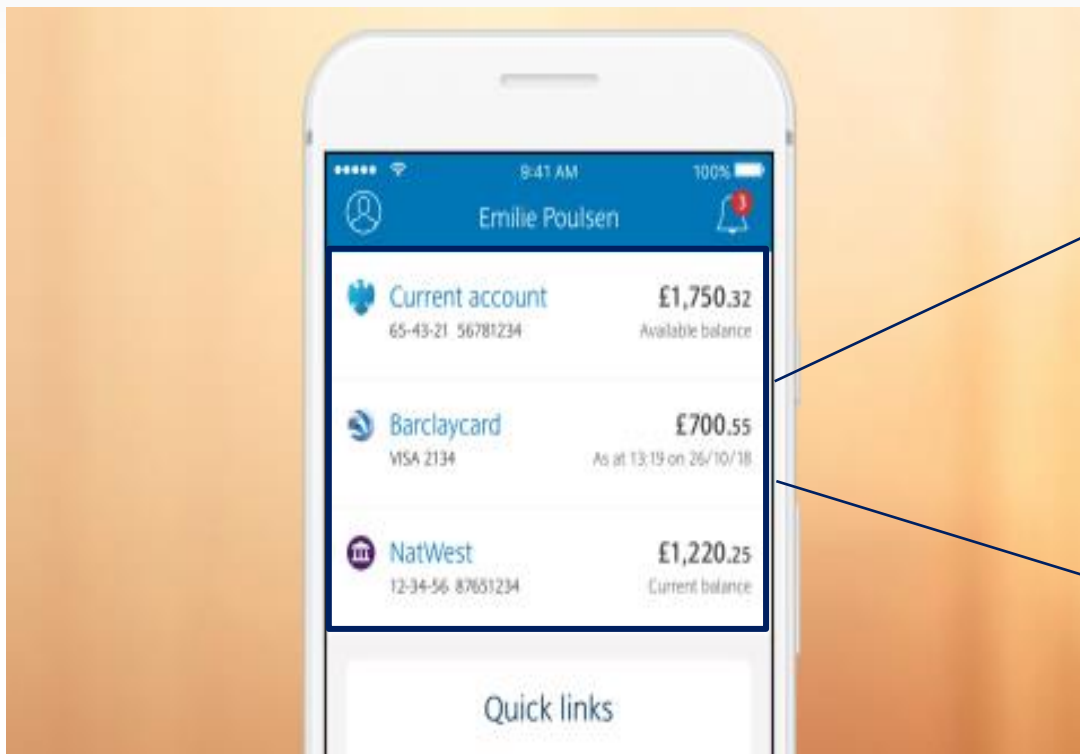 9:41 AM 100%
Emilie Poulsen 3
Current account £1,750.32
65-43-21 56781234 Available balance
Barclaycard £700.55
VISA 2134 As at 13:19 on 26/10/18
NatWest £1,220.25
12-34-56 87651234 Current balance
Quick links